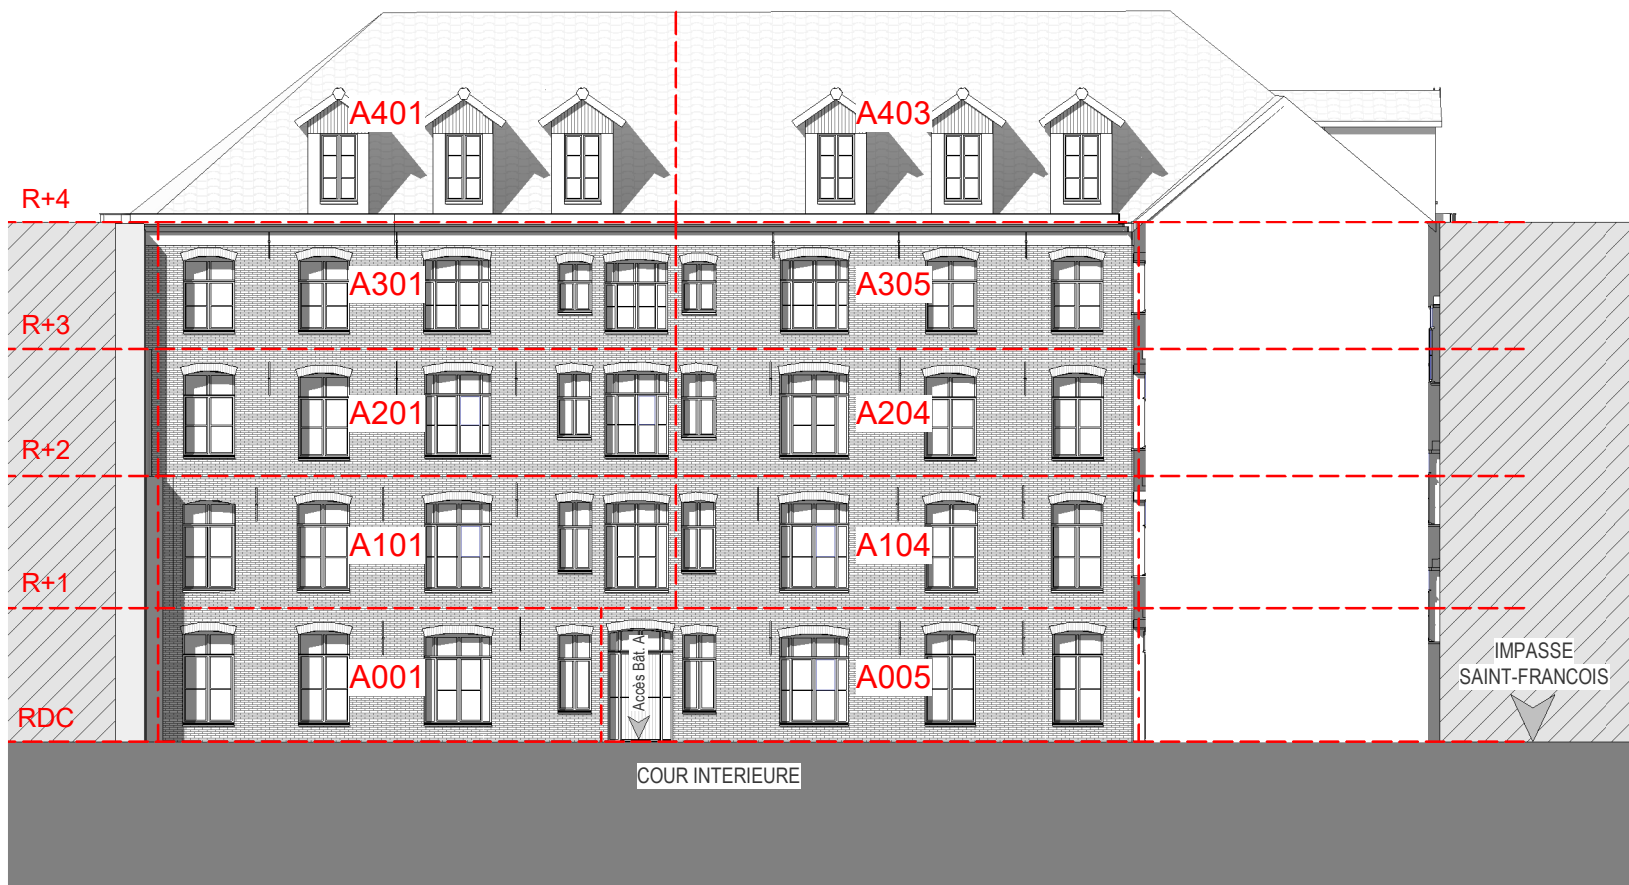 A401
A403
R+4
A301
A305
R+3
A201
A204
R+2
A101
A104
R+1
A001
Accès Bât. A
A005
IMPASSE
SAINT-FRANCOIS
RDC
COUR INTERIEURE